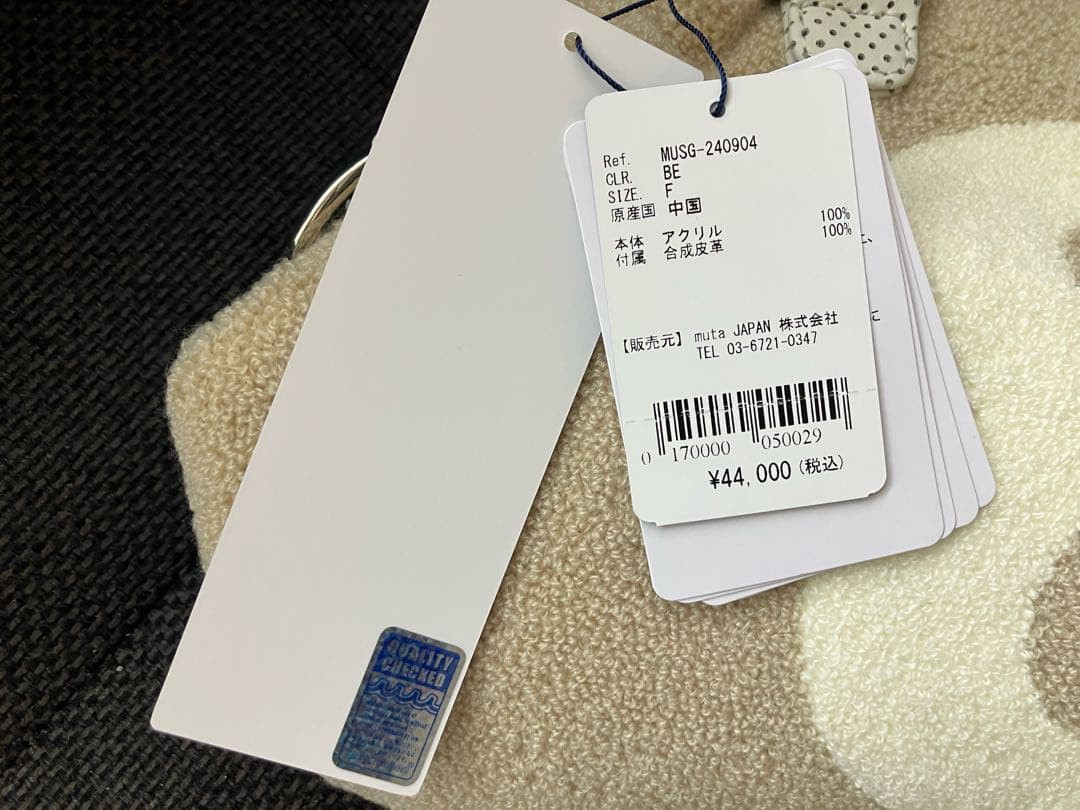 Ref. MUSG-240904
CLR. BE
SIZE. F
原産国 中国
本体 アクリル 100%
付属 合成皮革 100%
【販売元】 muta JAPAN 株式会社
TEL 03-6721-0347
0 170000 050029
¥44,000(税込)
に
QUALITY
CHECKED